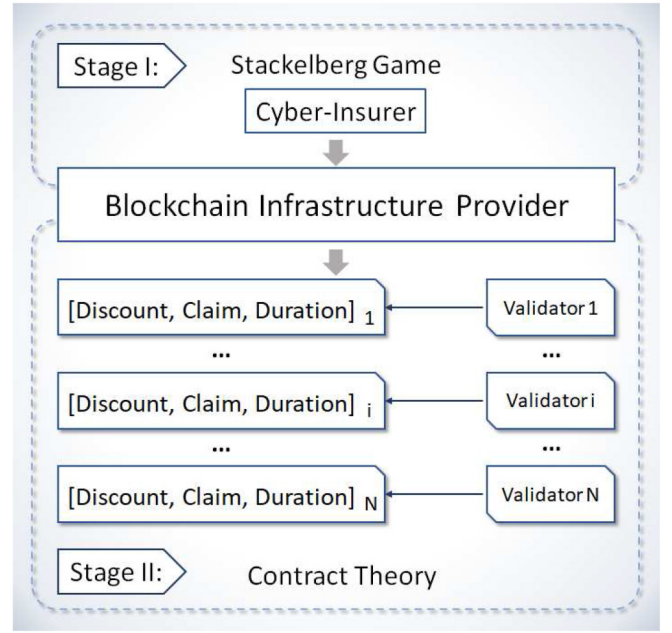 Stage I: Stackelberg Game
Cyber-Insurer
Blockchain Infrastructure Provider
[Discount, Claim, Duration] 1 Validator 1
... ...
[Discount, Claim, Duration] i Validator i
... ...
[Discount, Claim, Duration] N Validator N
Stage II: Contract Theory